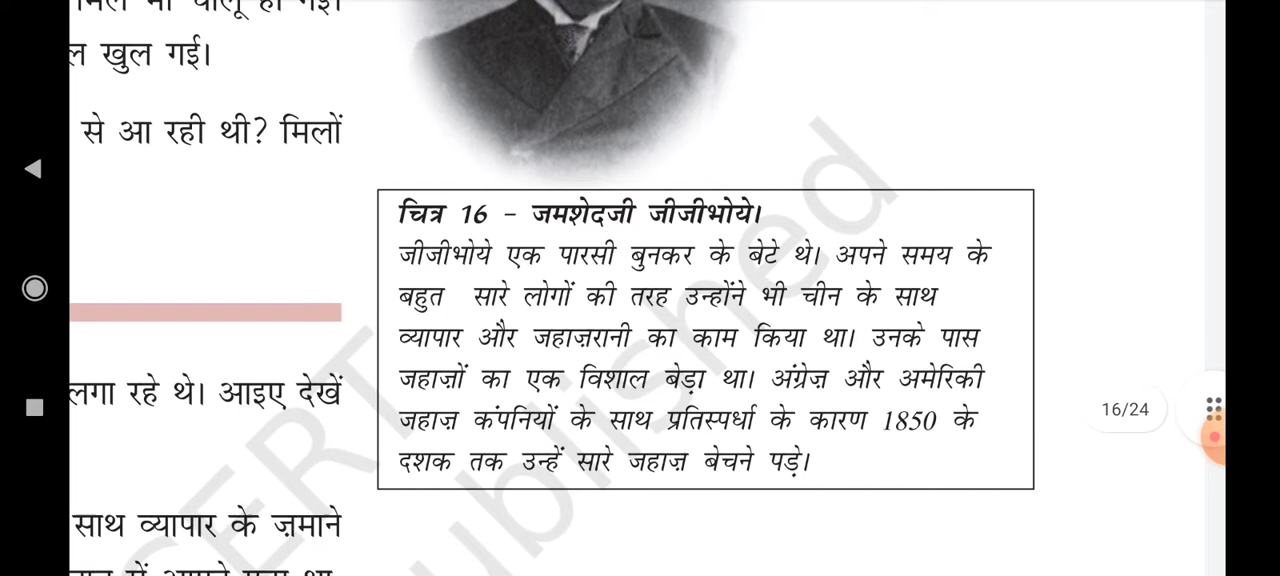 ल खुल गई।
से आ रही थी? मिलों
चित्र 16 – जमशेदजी जीजीभोये।
जीजीभोये एक पारसी बुनकर के बेटे थे। अपने समय के
बहुत सारे लोगों की तरह उन्होंने भी चीन के साथ
व्यापार और जहाज़रानी का काम किया था। उनके पास
जहाज़ों का एक विशाल बेड़ा था। अंग्रेज़ और अमेरिकी
जहाज़ कंपनियों के साथ प्रतिस्पर्धा के कारण 1850 के
दशक तक उन्हें सारे जहाज़ बेचने पड़े।
लगा रहे थे। आइए देखें
साथ व्यापार के ज़माने
16/24